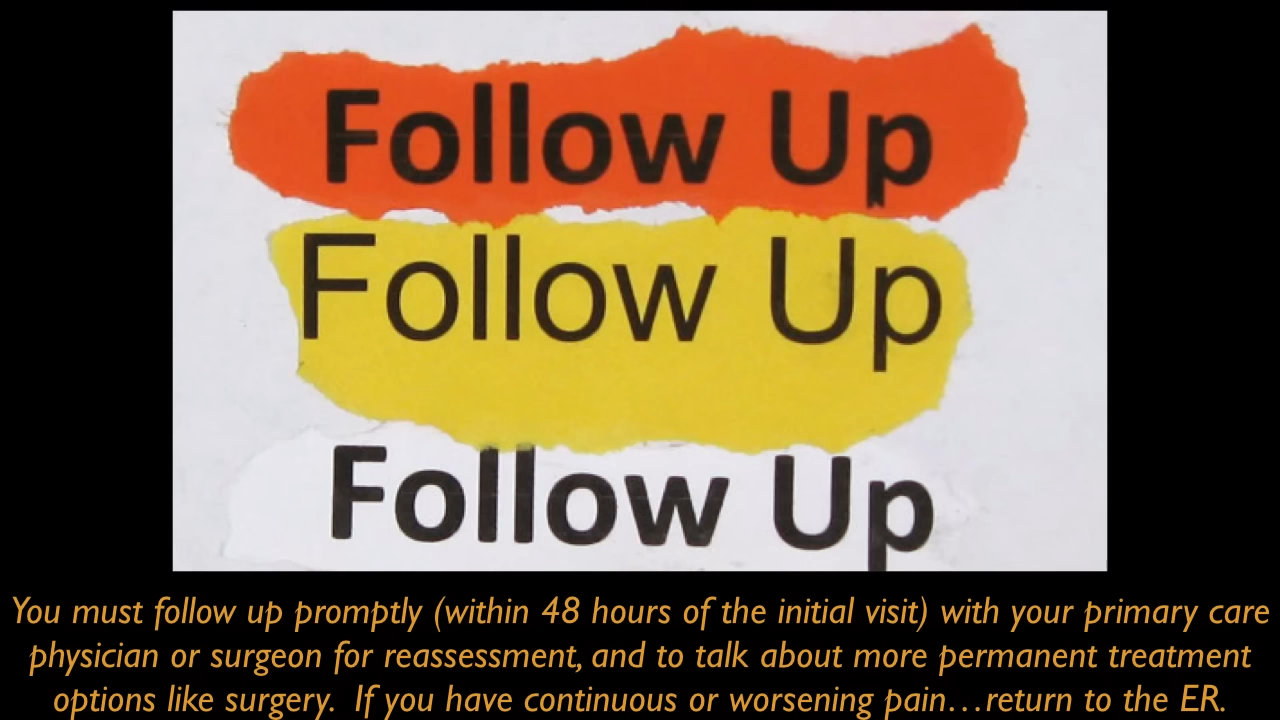 Follow Up
Follow Up
Follow Up
You must follow up promptly (within 48 hours of the initial visit) with your primary care
physician or surgeon for reassessment, and to talk about more permanent treatment
options like surgery.  If you have continuous or worsening pain…return to the ER.